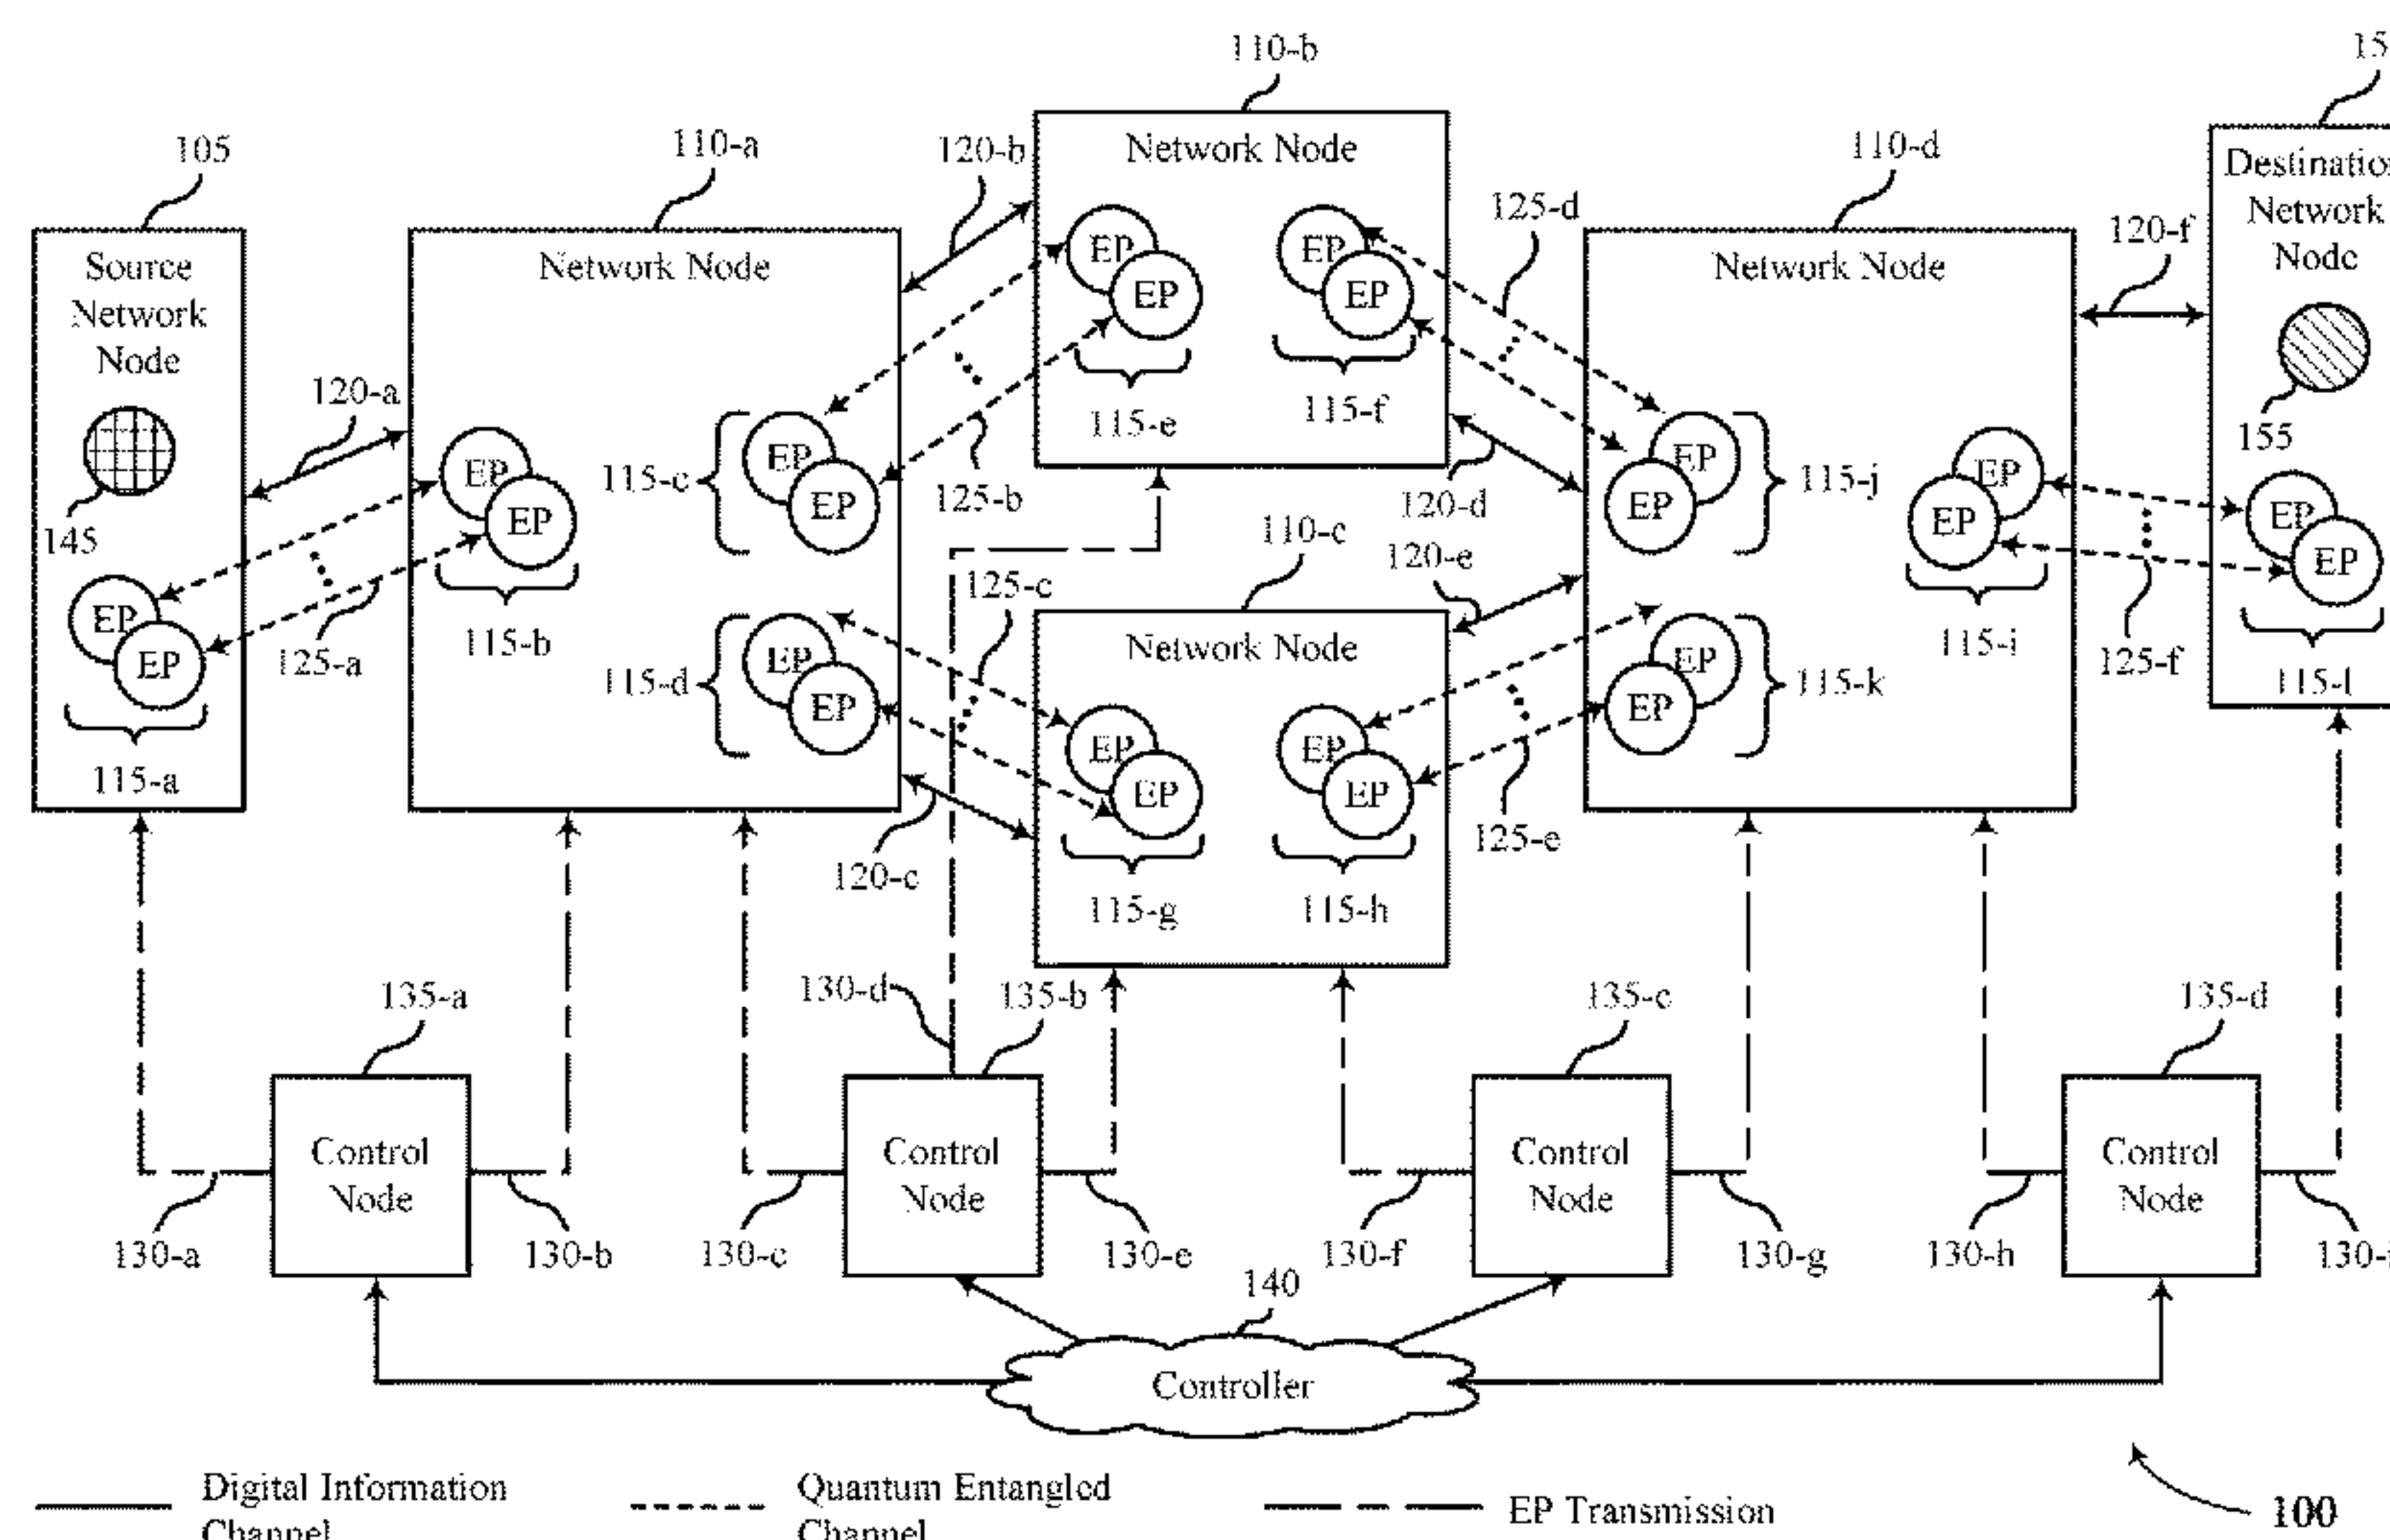 110-b
15
105
110-a
120-b
Network Node
110-d
Destination
Network
Node
125-d
120-f
Source
Network
Node
Network Node
EP
EP
EP
EP
Network Node
120-a
115-e
115-f
155
145
EP
EP
115-c
EP
EP
125-b
120-d
EP
EP
115-j
EP
EP
EP
EP
110-c
120-e
125-c
EP
EP
115-a
125-a
115-b
115-d
EP
EP
Network Node
EP
EP
115-k
115-i
125-f
115-l
EP
EP
EP
EP
120-c
125-e
115-g
115-h
135-a
130-d
135-b
135-c
135-d
Control
Node
Control
Node
Control
Node
Control
Node
130-a
130-b
130-c
130-e
130-f
130-g
130-h
130-i
140
Controller
Digital Information
Channel
Quantum Entangled
Channel
EP Transmission
100